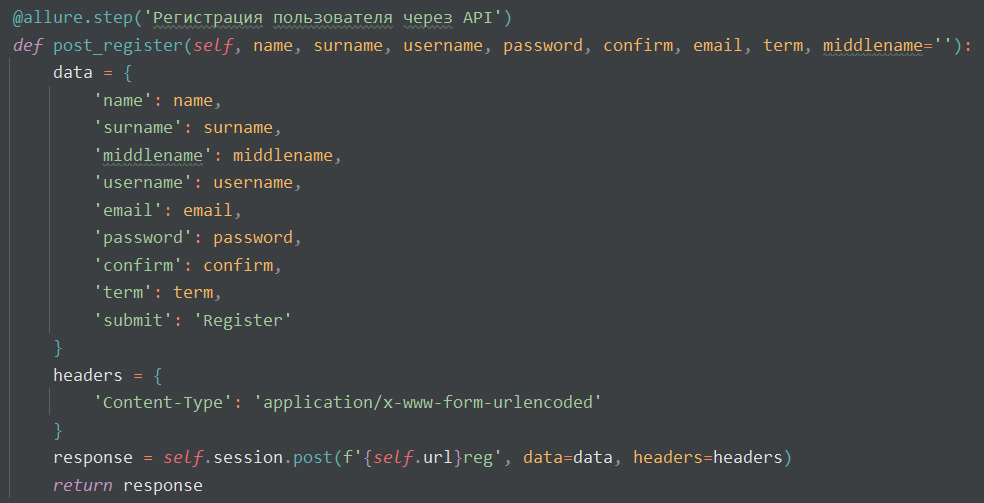 @allure.step('Регистрация пользователя через API')
def post_register(self, name, surname, username, password, confirm, email, term, middlename=''):
    data = {
        'name': name,
        'surname': surname,
        'middlename': middlename,
        'username': username,
        'email': email,
        'password': password,
        'confirm': confirm,
        'term': term,
        'submit': 'Register'
    }
    headers = {
        'Content-Type': 'application/x-www-form-urlencoded'
    }
    response = self.session.post(f'{self.url}reg', data=data, headers=headers)
    return response